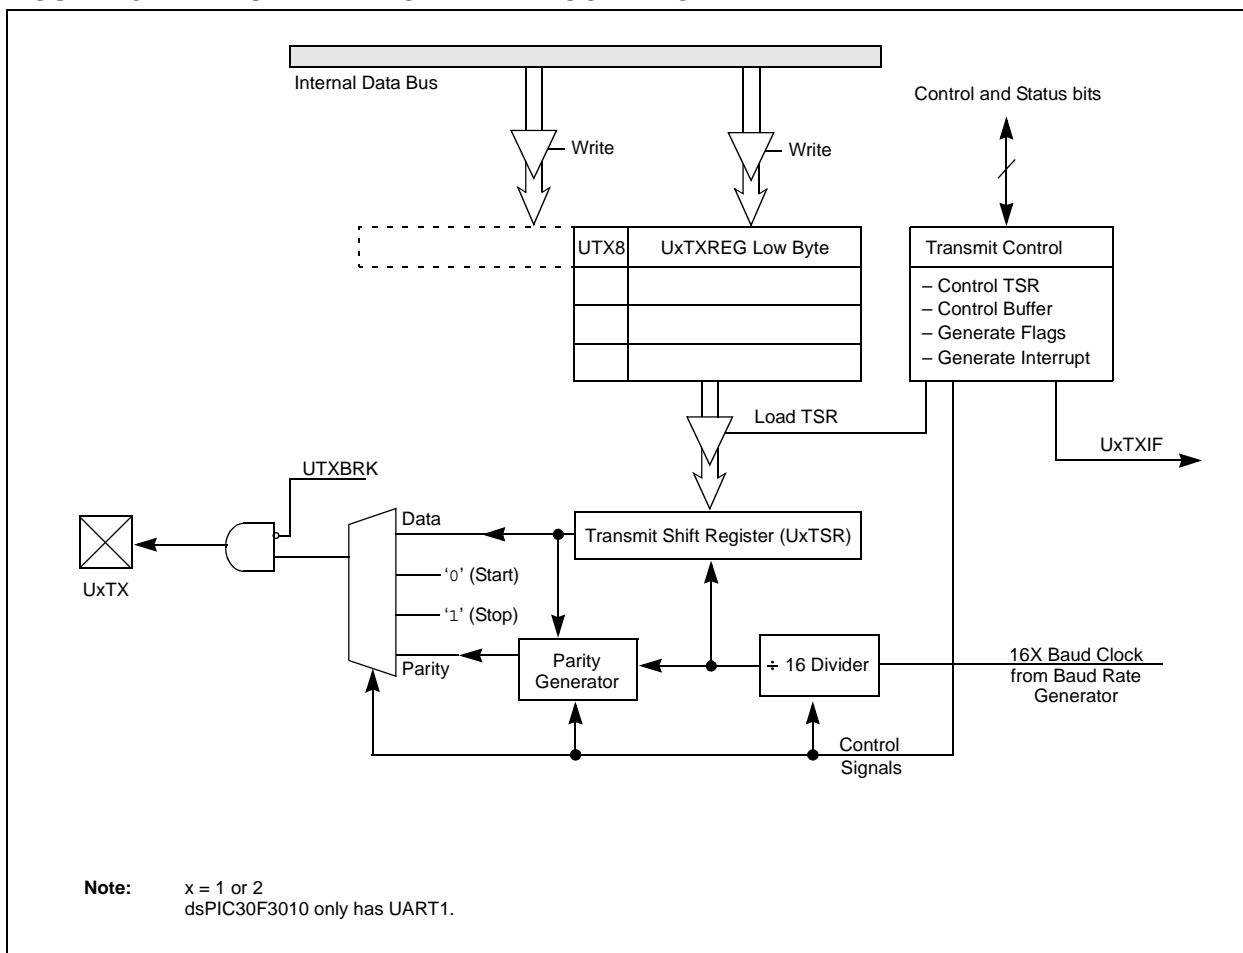 Internal Data Bus
Control and Status bits
Write
Write
UTX8
UxTXREG Low Byte
Transmit Control
– Control TSR
– Control Buffer
– Generate Flags
– Generate Interrupt
Load TSR
UxTXIF
UTXBRK
Data
Transmit Shift Register (UxTSR)
UxTX
‘0’ (Start)
‘1’ (Stop)
Parity
Parity
Generator
÷ 16 Divider
16X Baud Clock
from Baud Rate
Generator
Control
Signals
Note: x = 1 or 2
dsPIC30F3010 only has UART1.